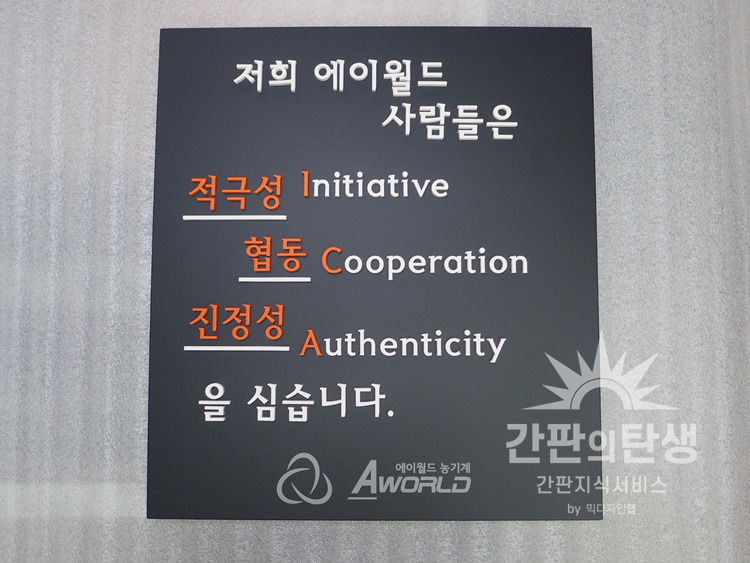 저희 에이월드
사람들은
적극성 Initiative
협동 Cooperation
진정성 Authenticity
을 심습니다.
에이월드 농기계
AWORLD
간판의탄생
간판지식서비스
by 믹디자인랩